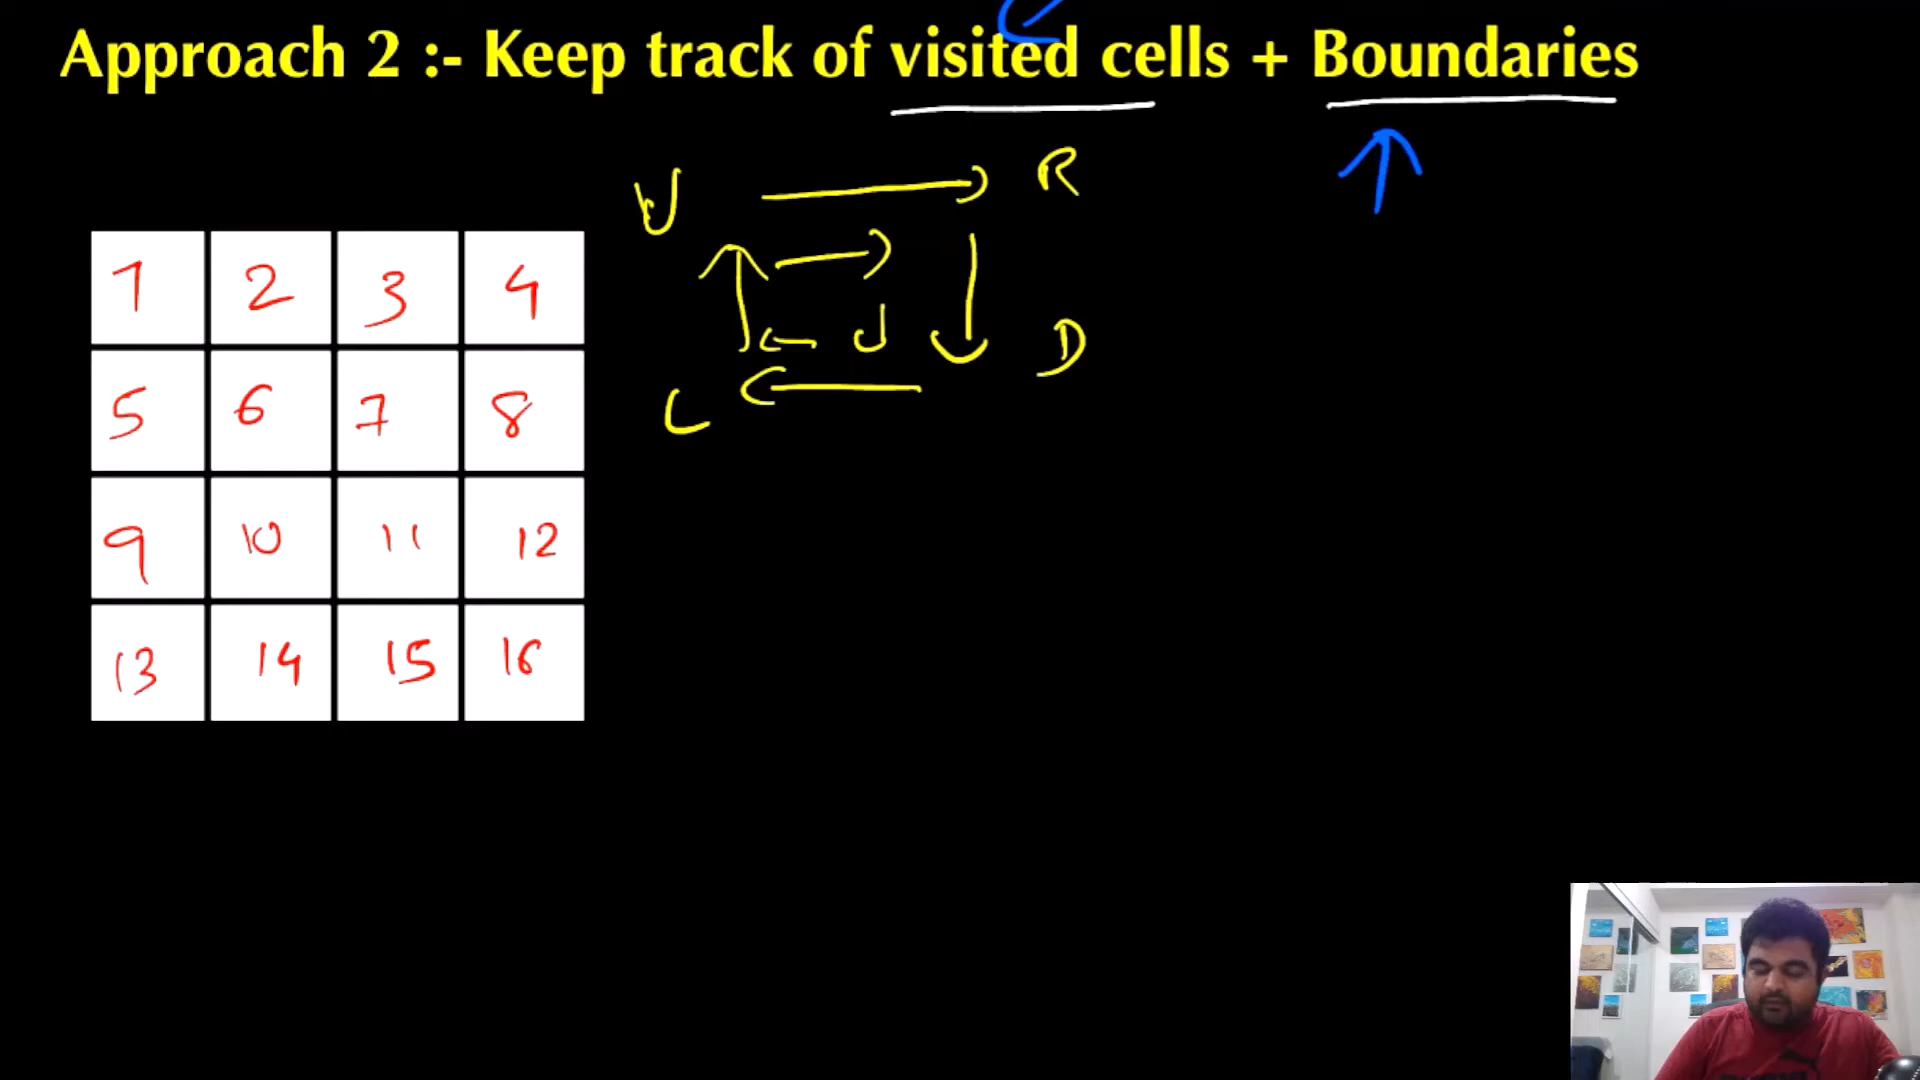 Approach 2 :- Keep track of visited cells + Boundaries
U R
D
L
1 2 3 4
5 6 7 8
9 10 11 12
13 14 15 16